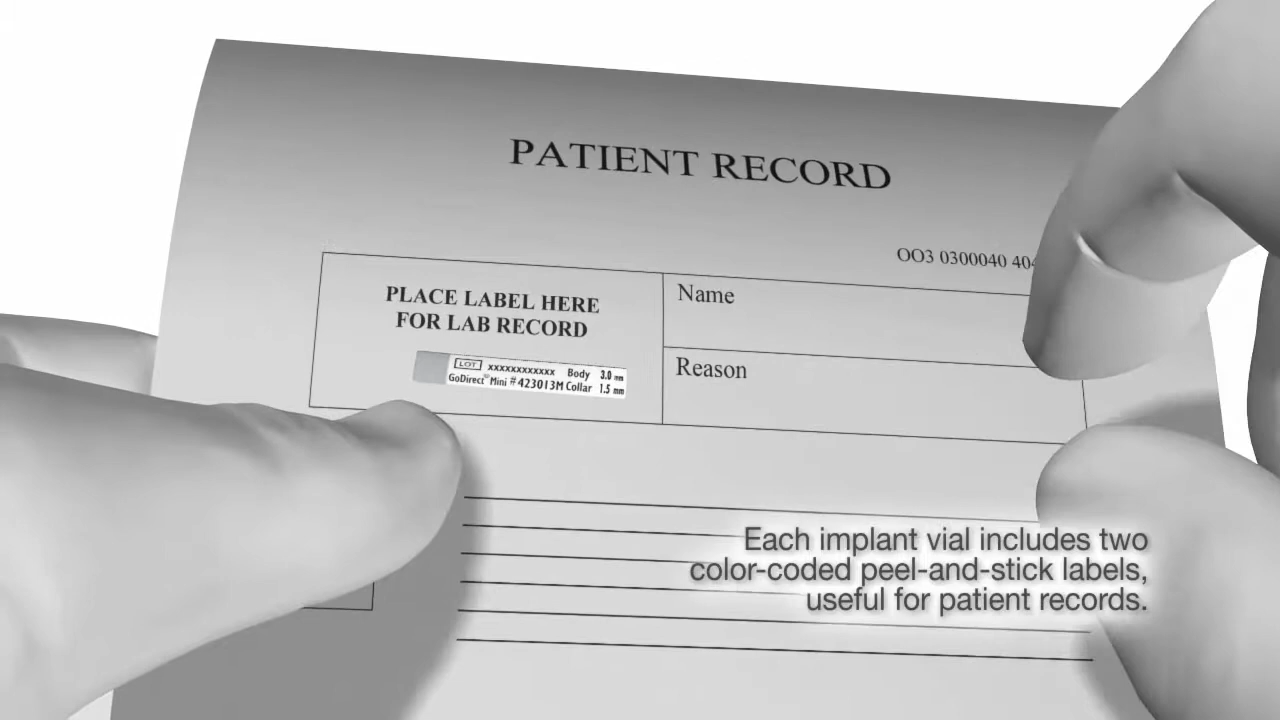 PATIENT RECORD
OO3 0300040 40
PLACE LABEL HERE
FOR LAB RECORD
Name
Reason
LOT xxxxxxxxxxxx Body 3.0 mm
GoDirect™ Mini #423013M Collar 1.5 mm
Each implant vial includes two
color-coded peel-and-stick labels,
useful for patient records.